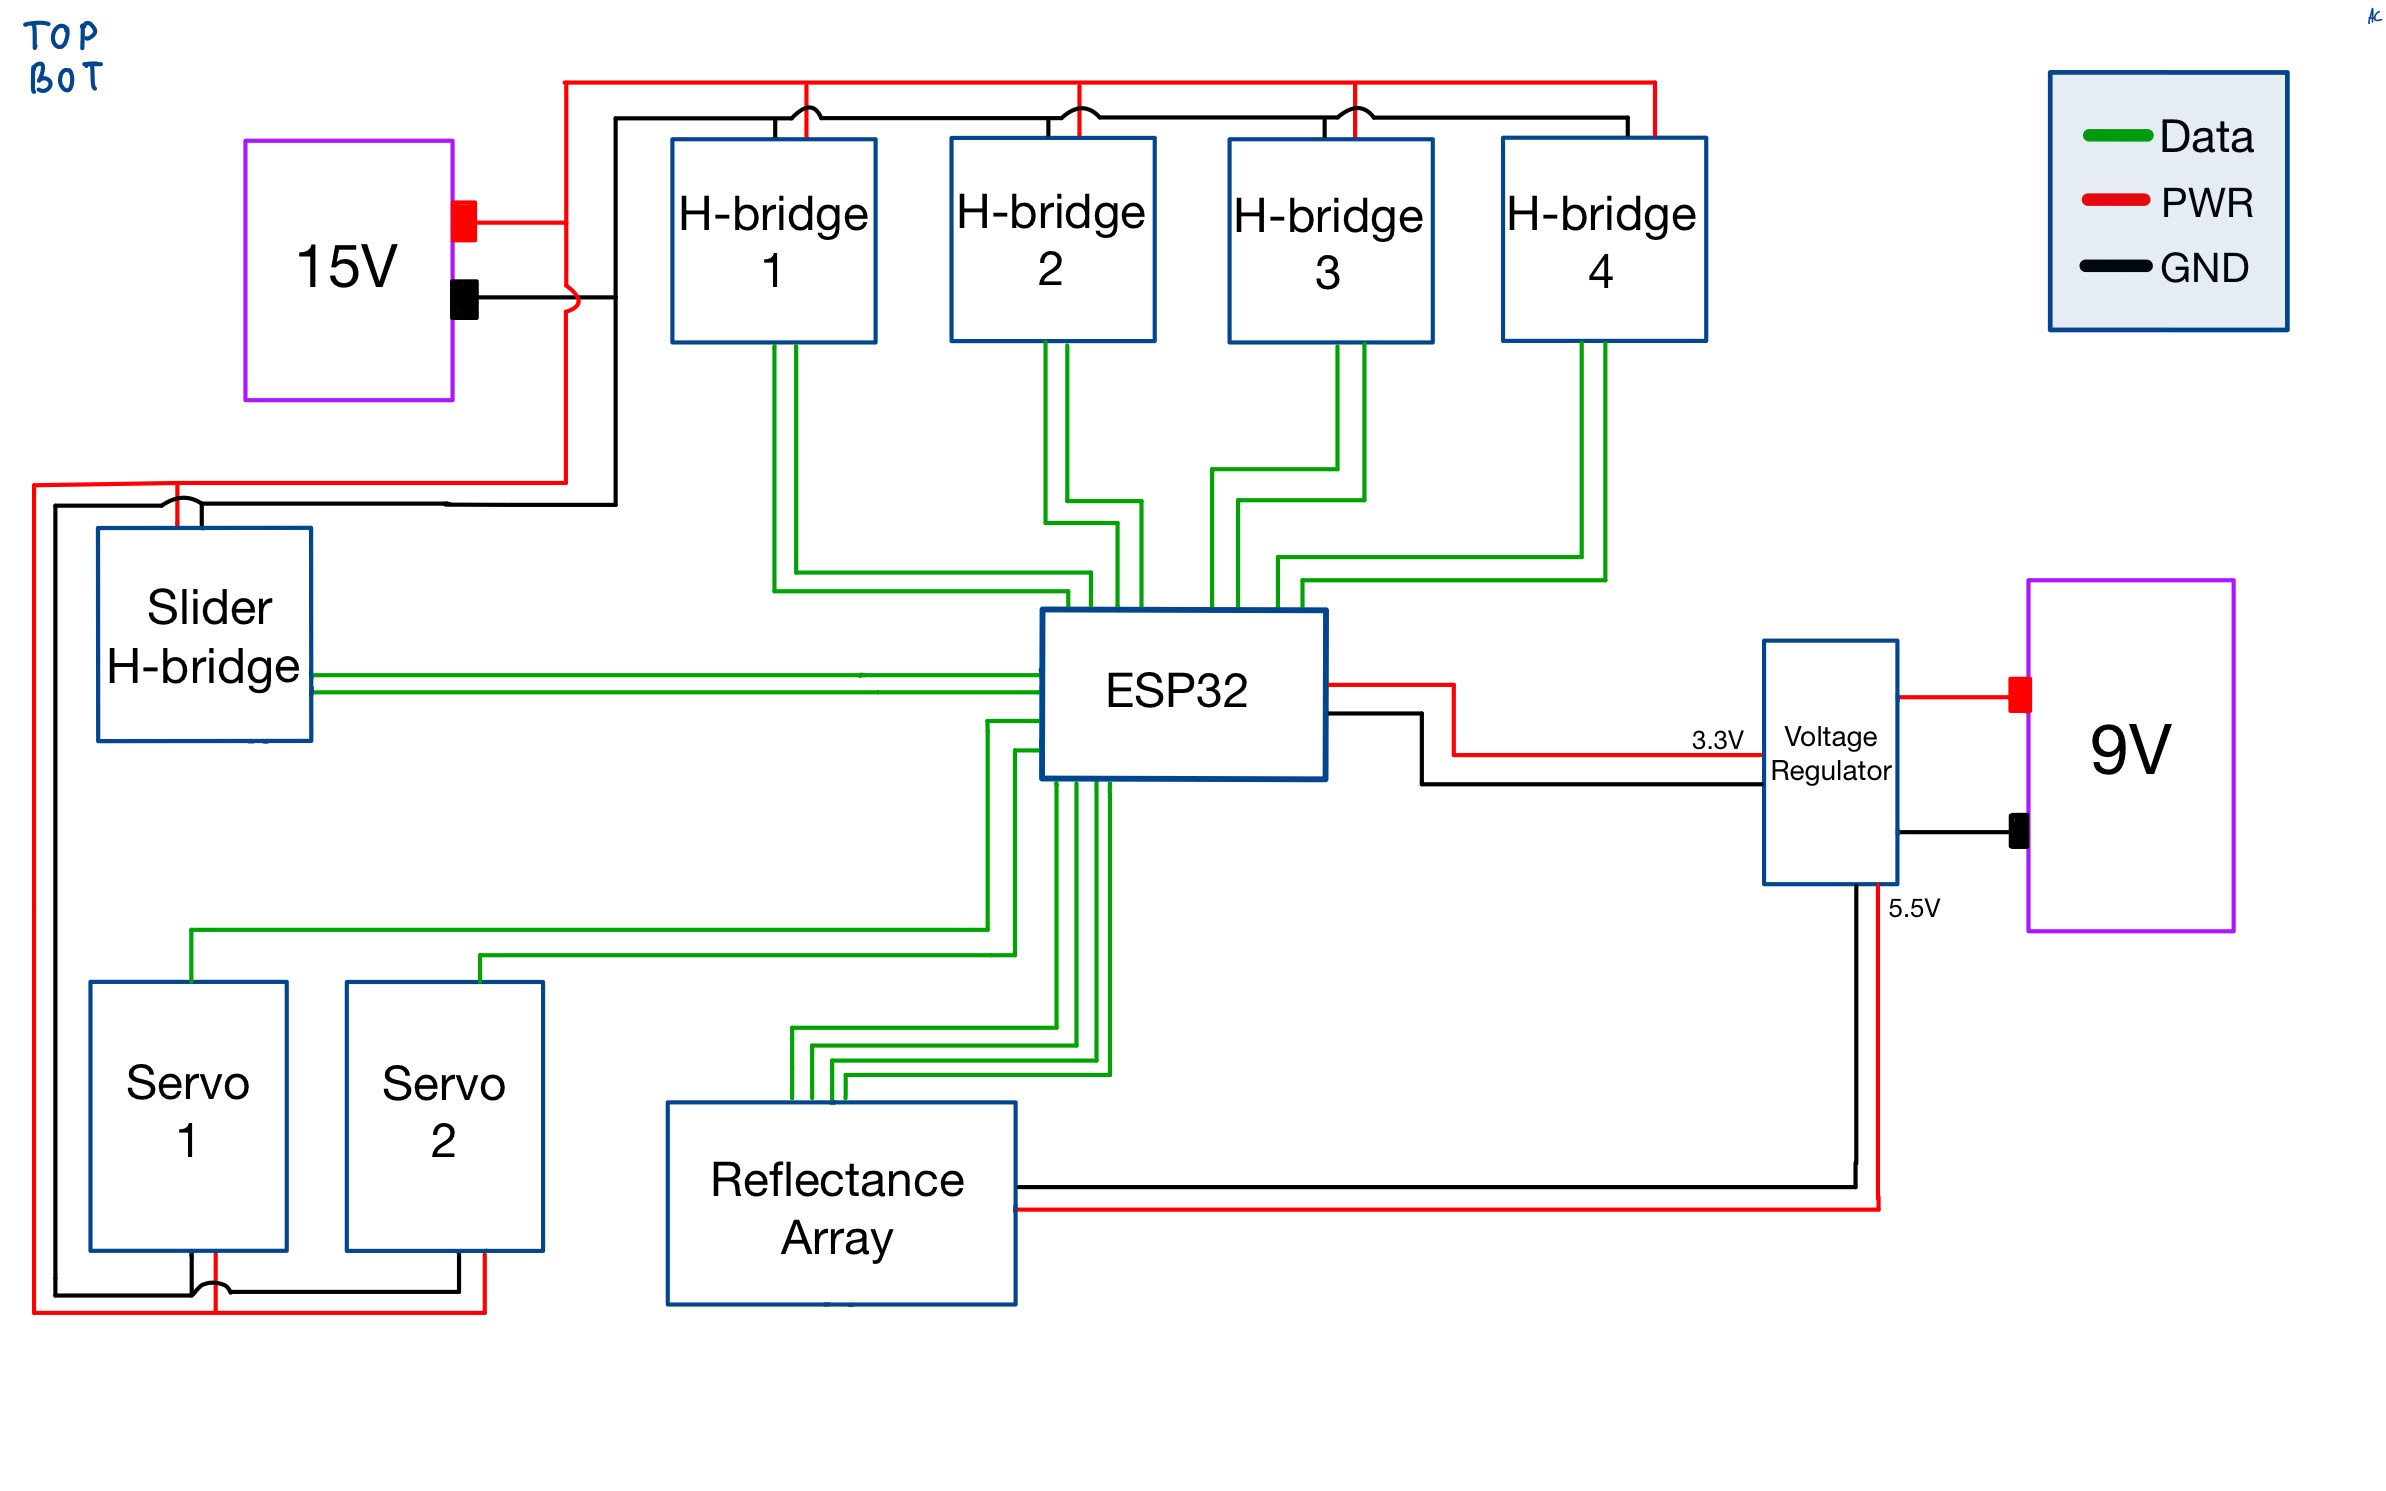 TOP
BOT
AC
Data
PWR
GND
15V
H-bridge
1
H-bridge
2
H-bridge
3
H-bridge
4
Slider
H-bridge
ESP32
3.3V
Voltage
Regulator
9V
5.5V
Servo
1
Servo
2
Reflectance
Array